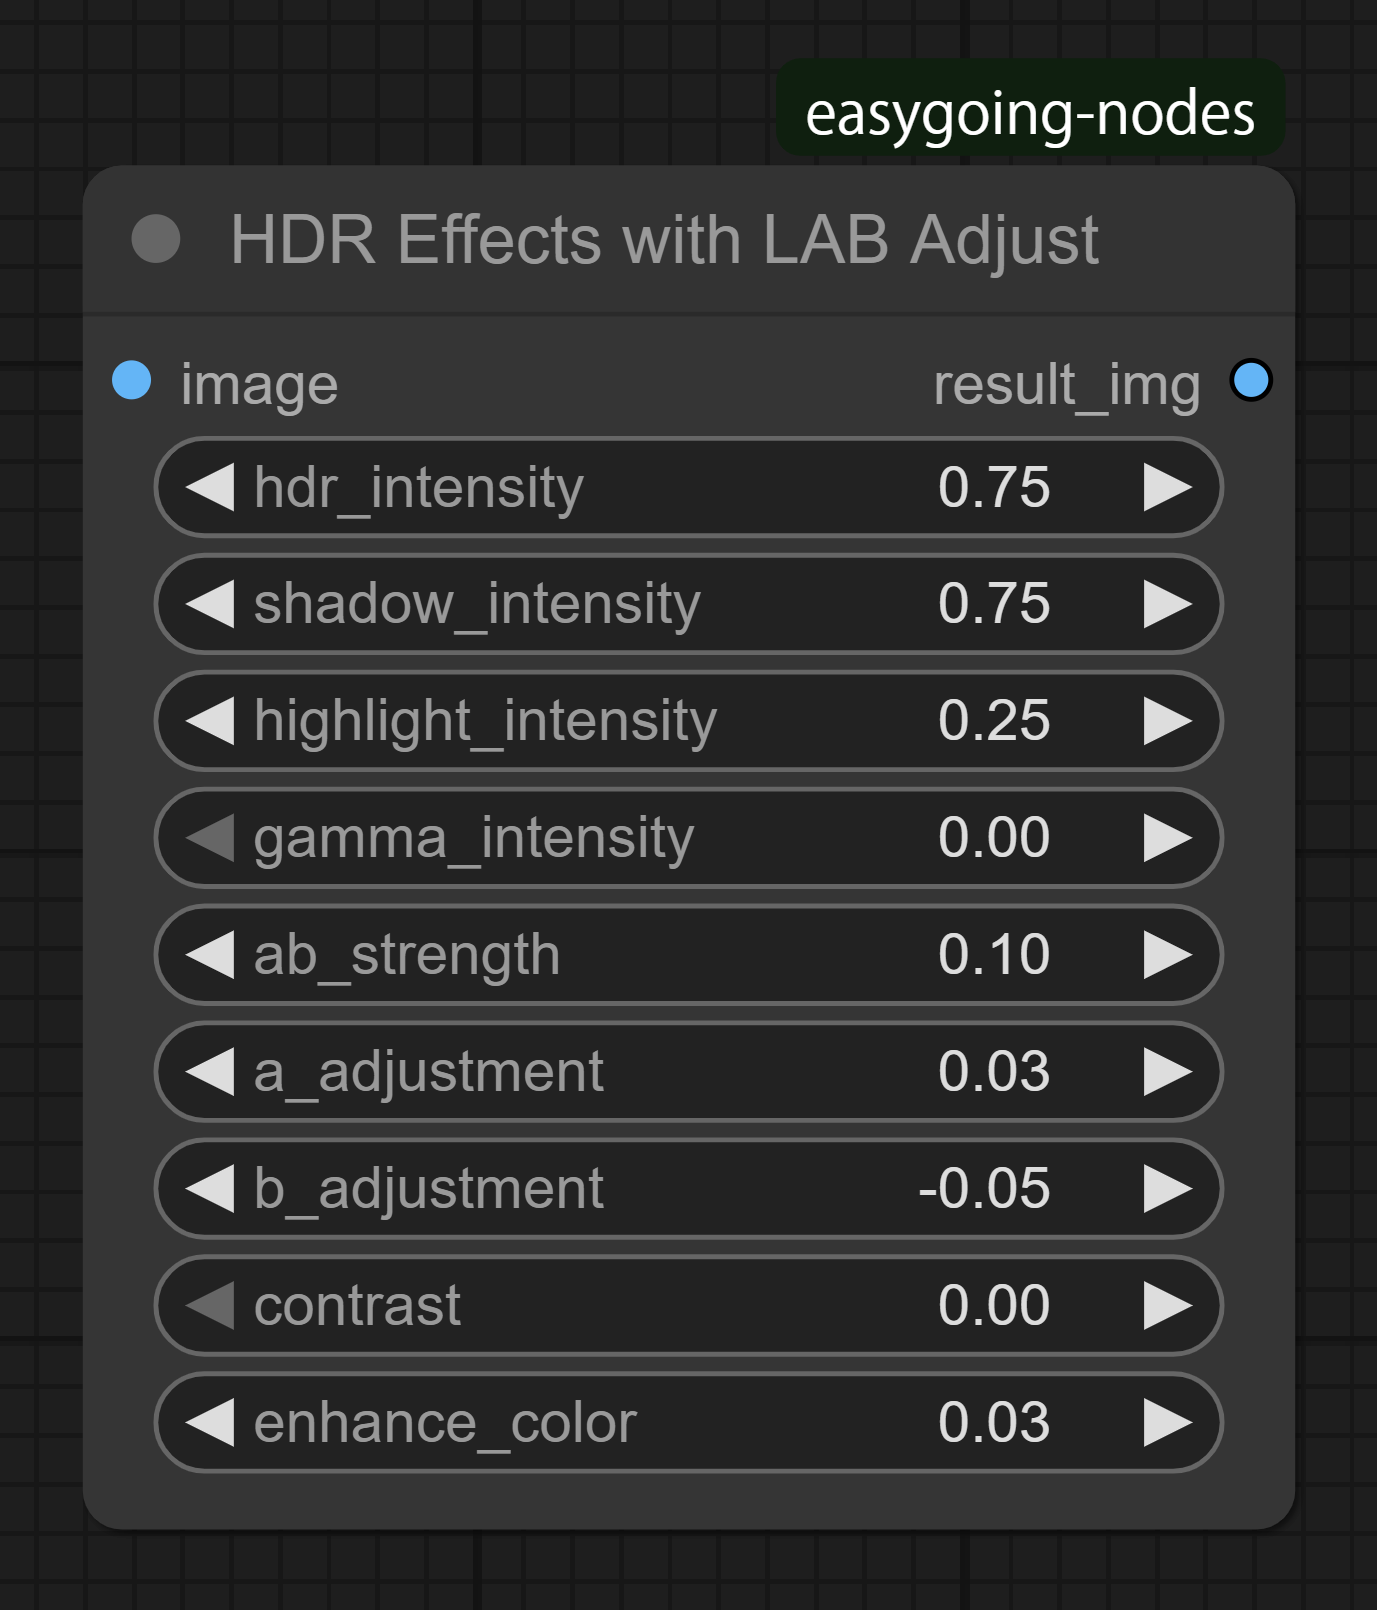 easygoing-nodes
HDR Effects with LAB Adjust
image result_img
hdr_intensity 0.75
shadow_intensity 0.75
highlight_intensity 0.25
gamma_intensity 0.00
ab_strength 0.10
a_adjustment 0.03
b_adjustment -0.05
contrast 0.00
enhance_color 0.03